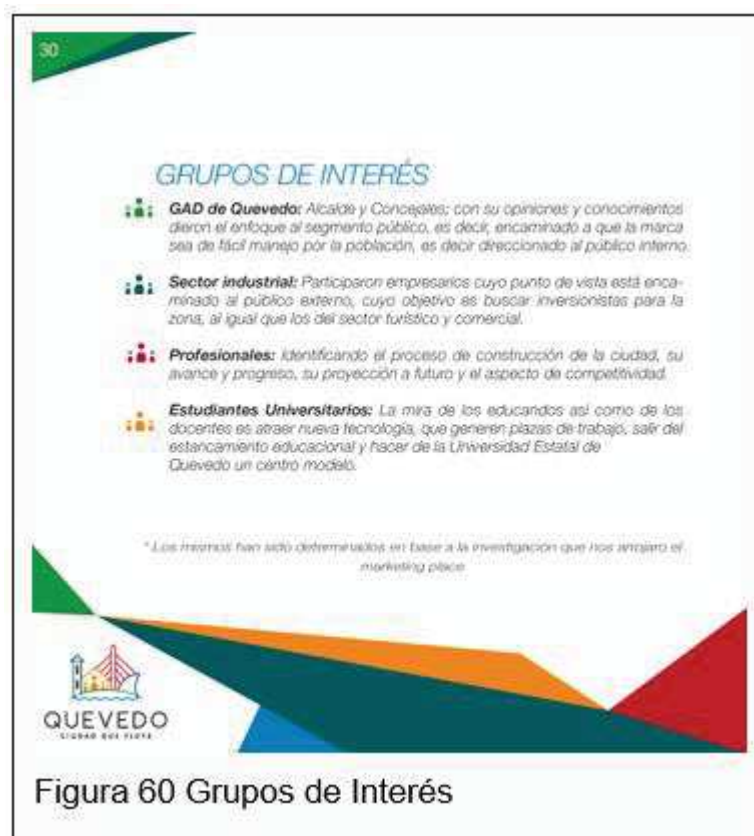 30
GRUPOS DE INTERÉS
GAD de Quevedo: Alcalde y Concejales; con su opiniones y conocimientos
dieron el enfoque al segmento público, es decir, encaminado a que la marca
sea de fácil manejo por la población, es decir direccionado al público interno.
Sector industrial: Participaron empresarios cuyo punto de vista está enca-
minado al público externo, cuyo objetivo es buscar inversionistas para la
zona, al igual que los del sector turístico y comercial.
Profesionales: Identificando el proceso de construcción de la ciudad, su
avance y progreso, su proyección a futuro y el aspecto de competitividad.
Estudiantes Universitarios: La mira de los educandos así como de los
docentes es atraer nueva tecnología, que generen plazas de trabajo, salir del
estancamiento educacional y hacer de la Universidad Estatal de
Quevedo un centro modelo.
* Los mismos han sido determinados en base a la investigación que nos arrojaro el
marketing place
QUEVEDO
CIUDAD QUE FLUYE
Figura 60 Grupos de Interés